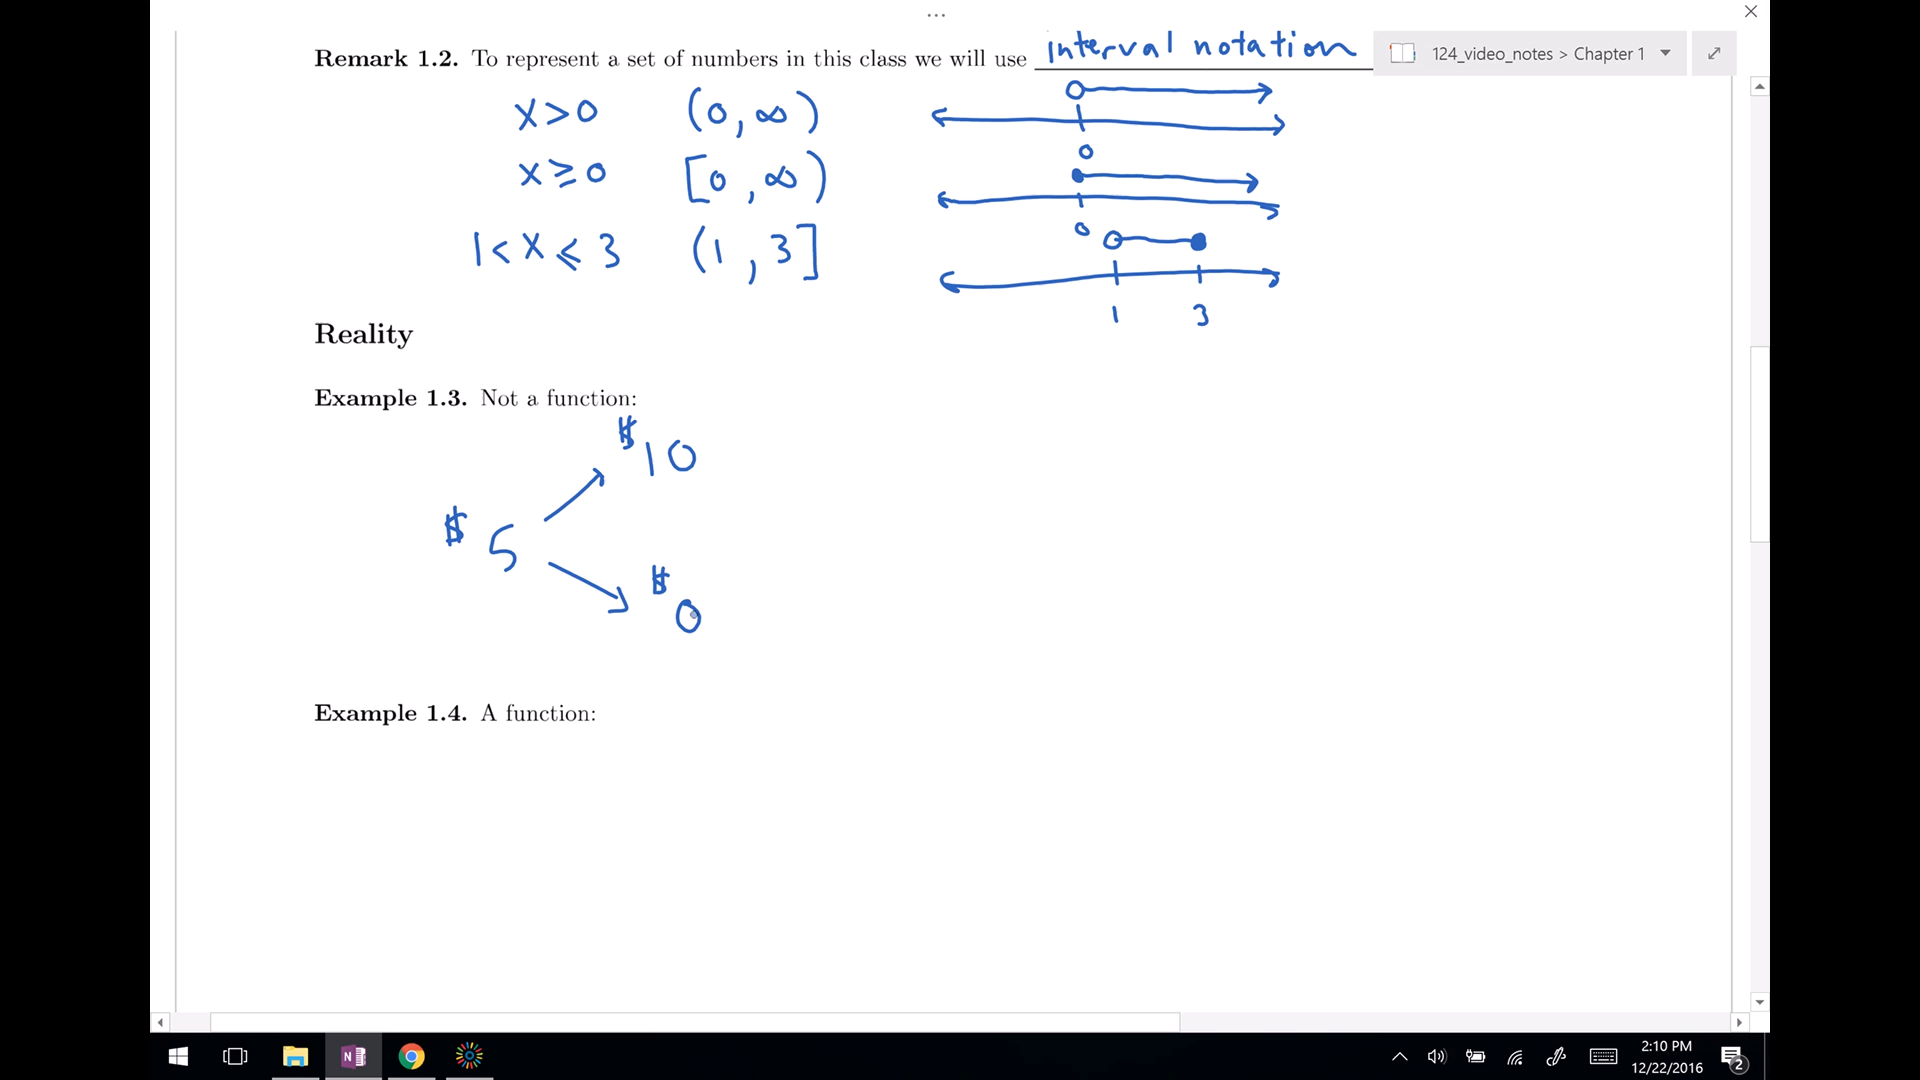 ...
Remark 1.2. To represent a set of numbers in this class we will use interval notation
124_video_notes > Chapter 1
x>0 (0, ∞)
0
x≥0 [0, ∞)
0
1<x≤3 (1, 3]
1 3
Reality
Example 1.3. Not a function:
$10
$5
$0
Example 1.4. A function:
N
2:10 PM
12/22/2016
2